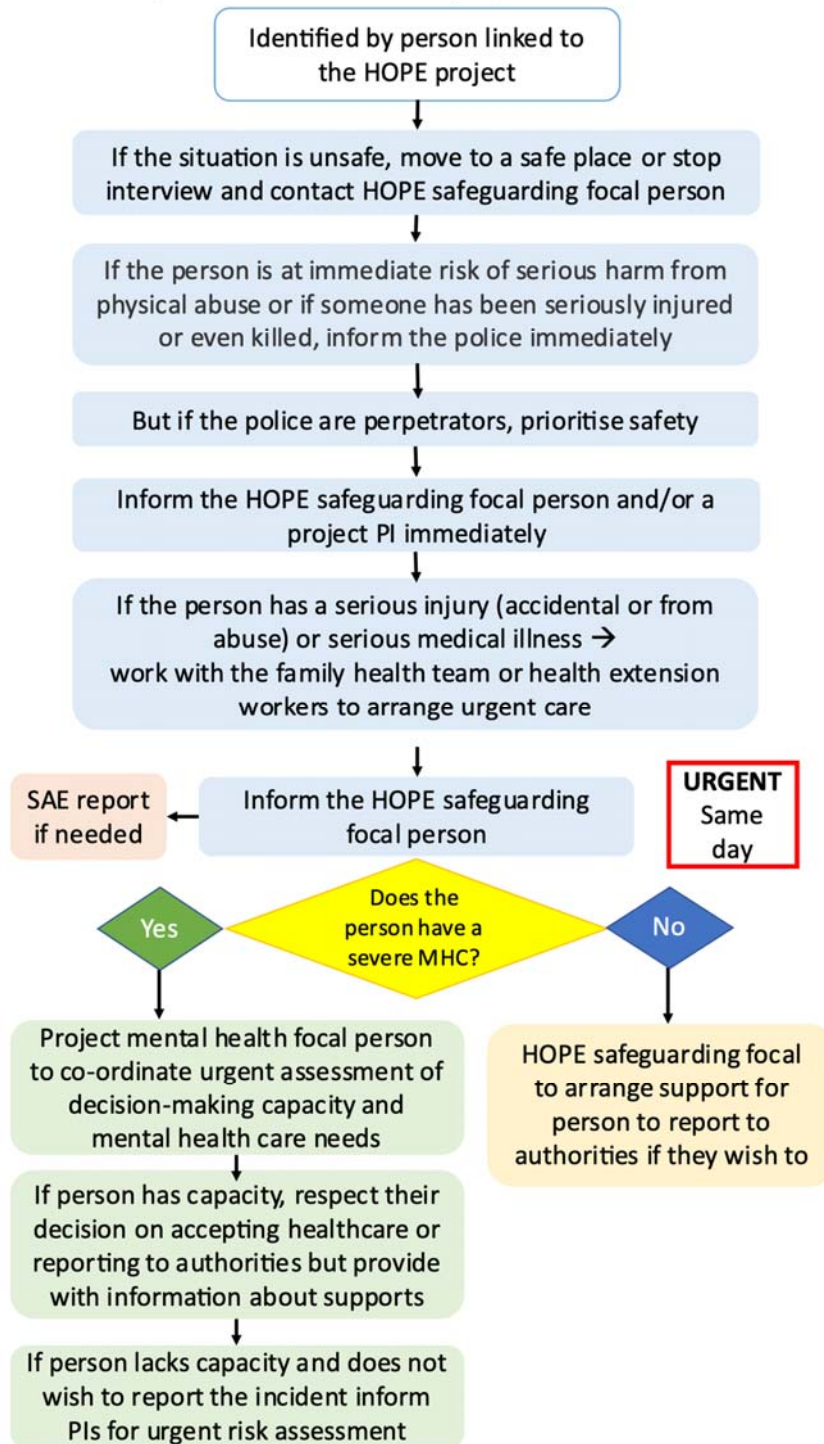 Identified by person linked to
the HOPE project
If the situation is unsafe, move to a safe place or stop
interview and contact HOPE safeguarding focal person
If the person is at immediate risk of serious harm from
physical abuse or if someone has been seriously injured
or even killed, inform the police immediately
But if the police are perpetrators, prioritise safety
Inform the HOPE safeguarding focal person and/or a
project PI immediately
If the person has a serious injury (accidental or from
abuse) or serious medical illness →
work with the family health team or health extension
workers to arrange urgent care
SAE report
if needed
Inform the HOPE safeguarding
focal person
URGENT
Same
day
Does the
person have a
severe MHC?
Yes
No
Project mental health focal person
to co-ordinate urgent assessment of
decision-making capacity and
mental health care needs
HOPE safeguarding focal
to arrange support for
person to report to
authorities if they wish to
If person has capacity, respect their
decision on accepting healthcare or
reporting to authorities but provide
with information about supports
If person lacks capacity and does not
wish to report the incident inform
PIs for urgent risk assessment